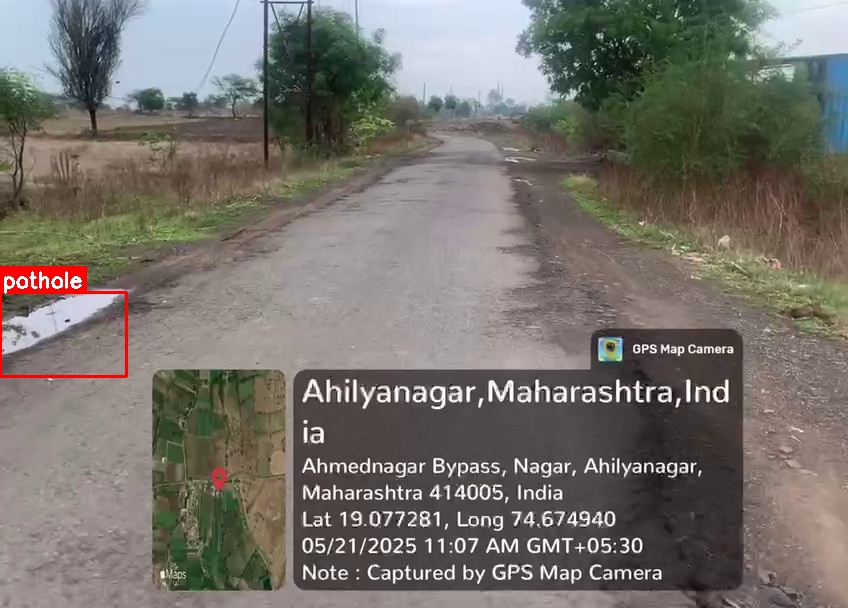 pothole
GPS Map Camera
Ahilyanagar,Maharashtra,Ind
ia
Ahmednagar Bypass, Nagar, Ahilyanagar,
Maharashtra 414005, India
Lat 19.077281, Long 74.674940
05/21/2025 11:07 AM GMT+05:30
Note : Captured by GPS Map Camera
Maps